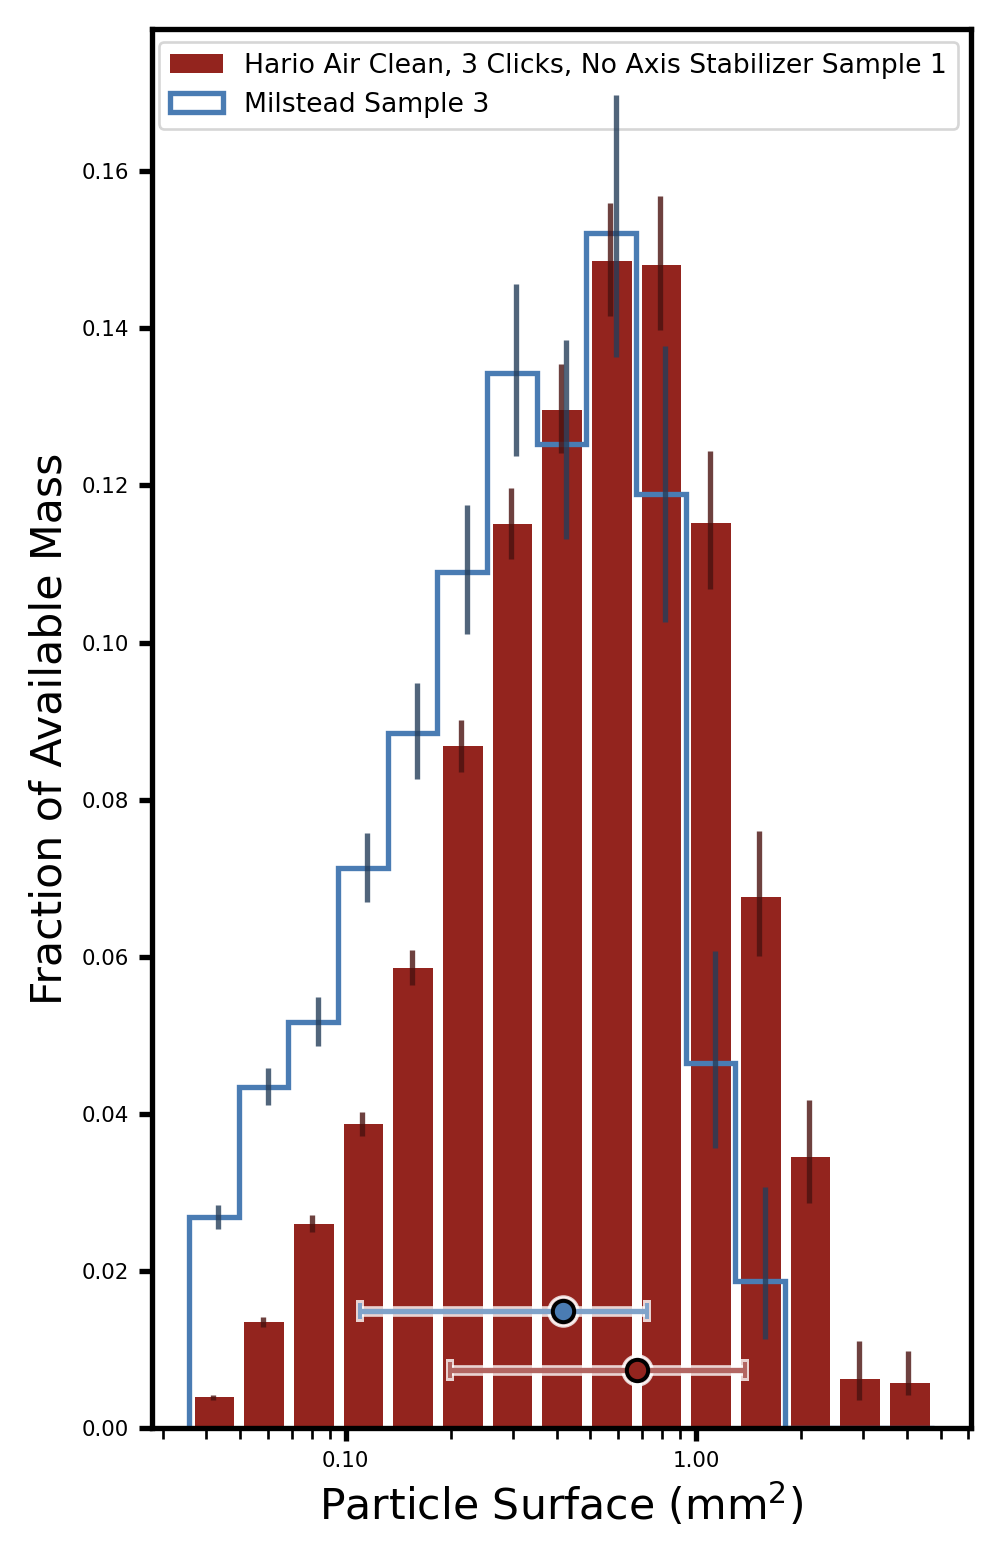 Hario Air Clean, 3 Clicks, No Axis Stabilizer Sample 1
Milstead Sample 3
0.16
0.14
0.12
0.10
0.08
0.06
0.04
0.02
0.00
Fraction of Available Mass
0.10
1.00
Particle Surface (mm²)